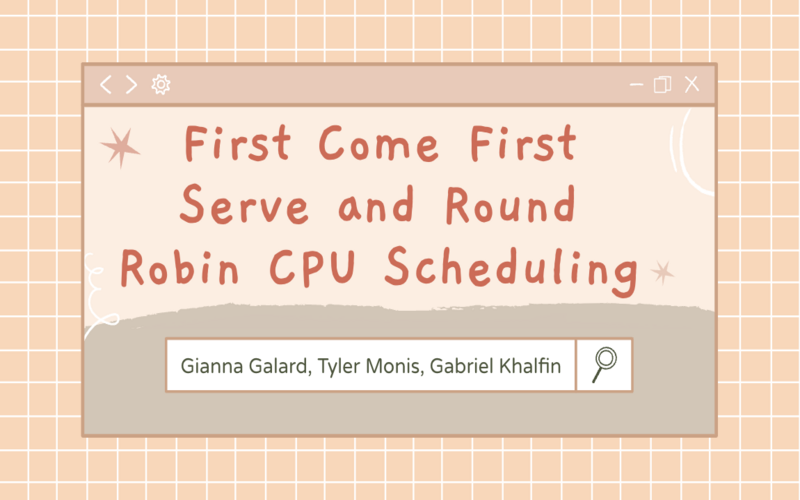 First Come First
Serve and Round
Robin CPU Scheduling
Gianna Galard, Tyler Monis, Gabriel Khalfin